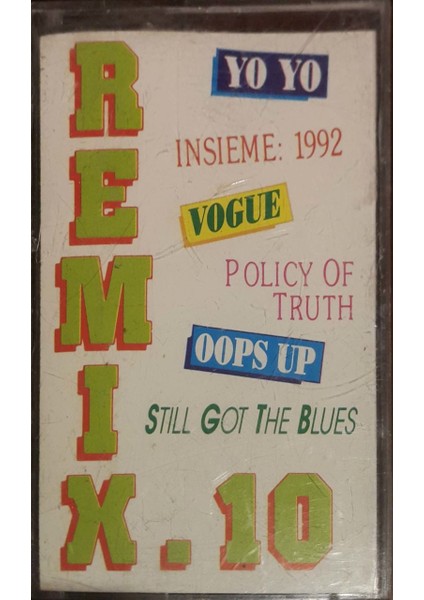 REMIX.10
YO YO
INSIEME: 1992
VOGUE
POLICY OF
TRUTH
OOPS UP
STILL GOT THE BLUES